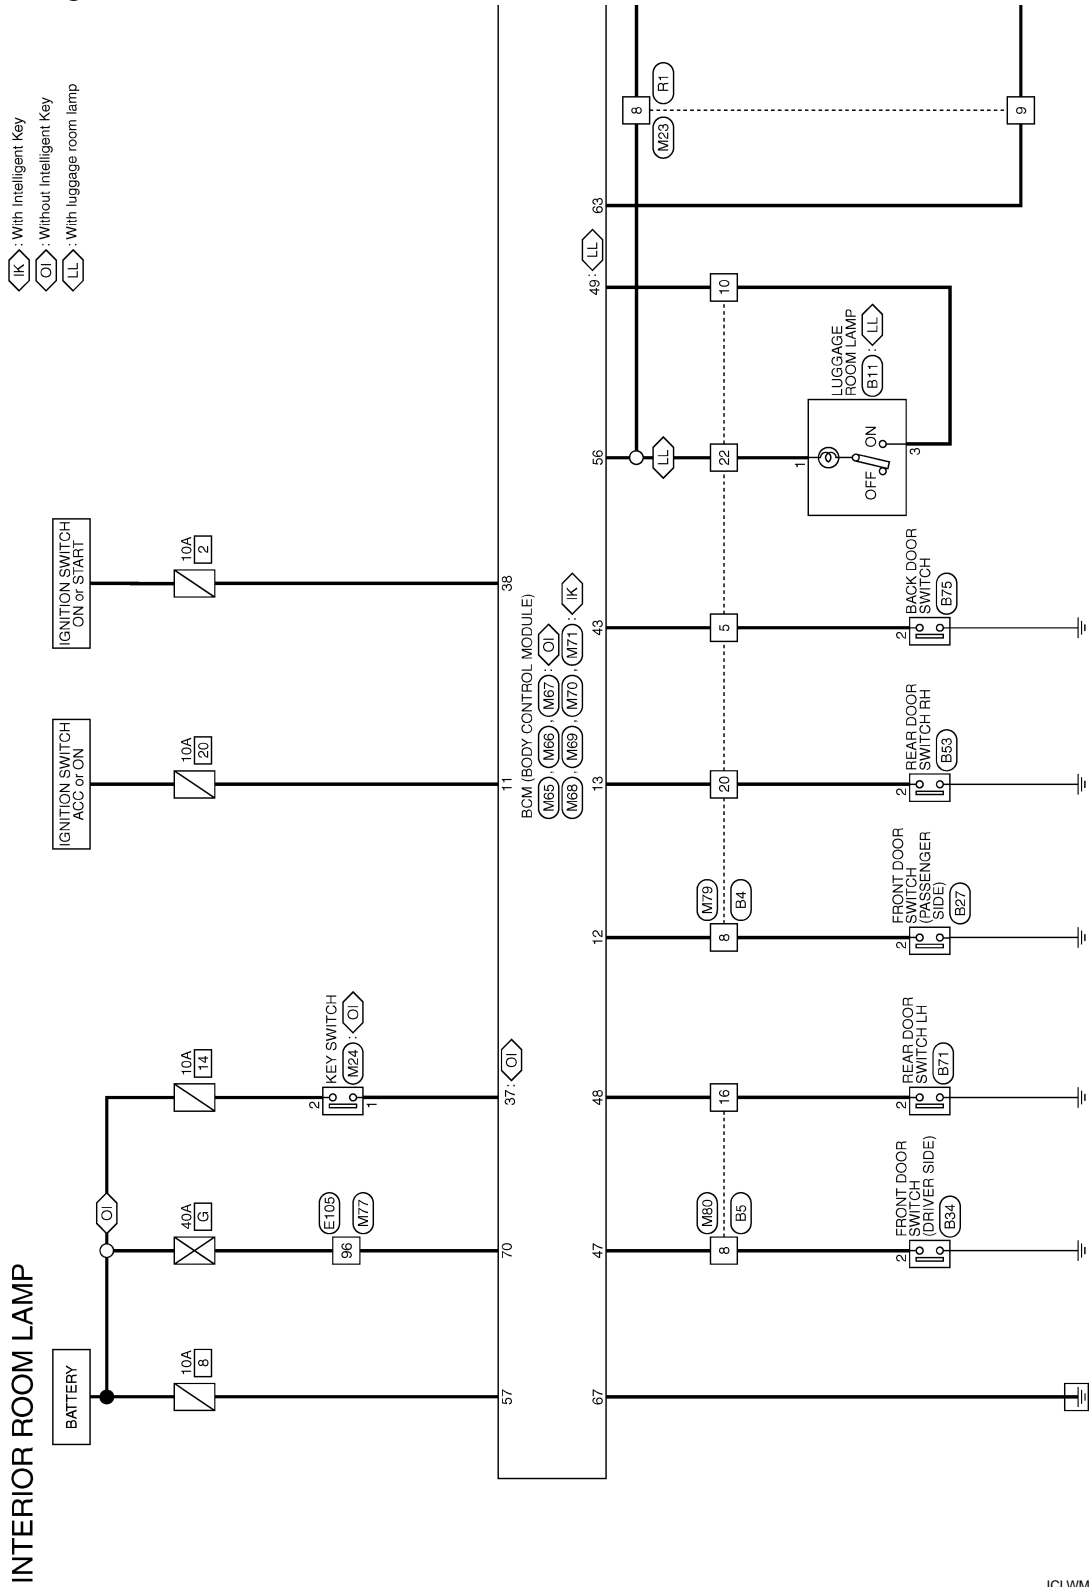 INTERIOR ROOM LAMP
IK : With Intelligent Key
OI : Without Intelligent Key
LL : With luggage room lamp
BATTERY
IGNITION SWITCH
ACC or ON
IGNITION SWITCH
ON or START
OI
10A
8
40A
G
10A
14
10A
20
10A
2
E105
96
M77
KEY SWITCH
M24 : OI
2
1
57
70
37: OI
11
38
BCM (BODY CONTROL MODULE)
M65 , M66 , M67 : OI
M68 , M69 , M70 , M71 : IK
67
47
48
12
13
43
56
49: LL
63
LL
M23
8
R1
9
M80
8
B5
16
M79
8
B4
20
5
22
10
LUGGAGE
ROOM LAMP
B11 : LL
1
OFF
ON
3
2
FRONT DOOR
SWITCH
(DRIVER SIDE)
B34
2
REAR DOOR
SWITCH LH
B71
2
FRONT DOOR
SWITCH
(PASSENGER
SIDE)
B27
2
REAR DOOR
SWITCH RH
B53
2
BACK DOOR
SWITCH
B75